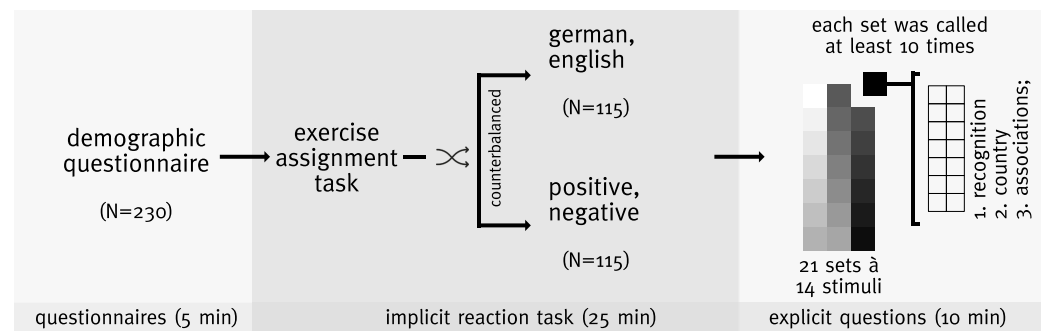 demographic
questionnaire
(N=230)
exercise
assignment
task
counterbalanced
german,
english
(N=115)
positive,
negative
(N=115)
each set was called
at least 10 times
1. recognition
2. country
3. associations;
21 sets à
14 stimuli
questionnaires (5 min)
implicit reaction task (25 min)
explicit questions (10 min)